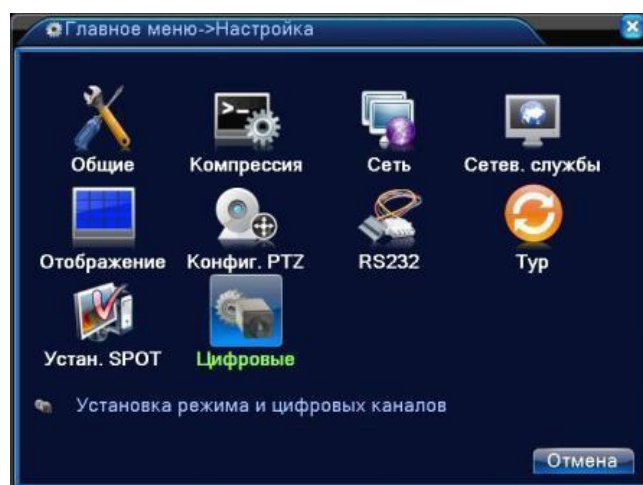 Главное меню->Настройка
Общие Компрессия Сеть Сетев. службы
Отображение Конфиг. PTZ RS232 Тур
Устан. SPOT Цифровые
Установка режима и цифровых каналов
Отмена